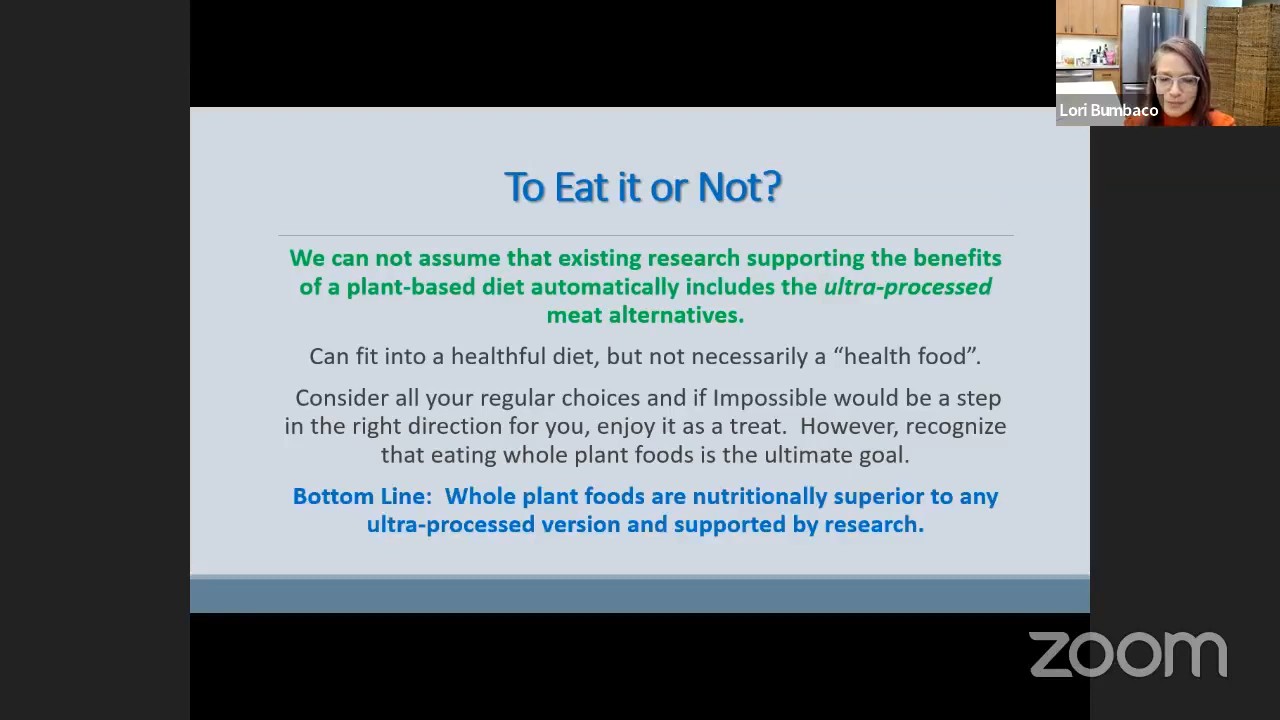 Lori Bumbaco
To Eat it or Not?
We can not assume that existing research supporting the benefits
of a plant-based diet automatically includes the ultra-processed
meat alternatives.
Can fit into a healthful diet, but not necessarily a “health food”.
Consider all your regular choices and if Impossible would be a step
in the right direction for you, enjoy it as a treat.  However, recognize
that eating whole plant foods is the ultimate goal.
Bottom Line:  Whole plant foods are nutritionally superior to any
ultra-processed version and supported by research.
zoom